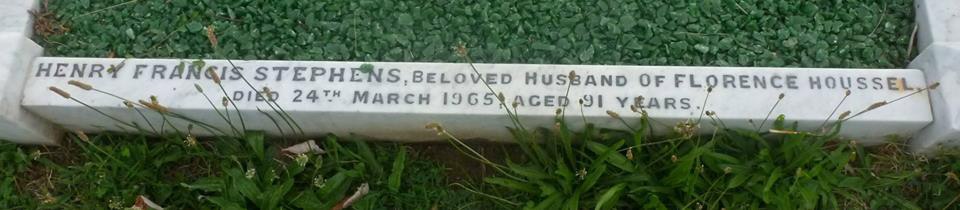 HENRY FRANCIS STEPHENS, BELOVED HUSBAND OF FLORENCE HOUSSEL,
DIED 24TH MARCH 1965, AGED 91 YEARS.